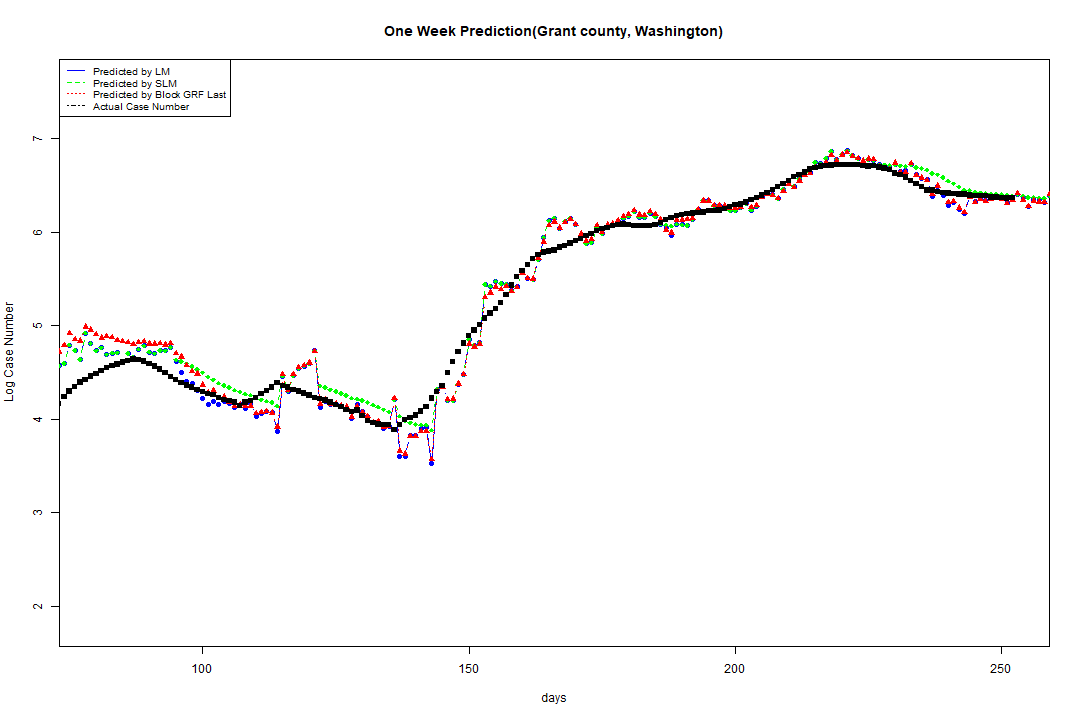 One Week Prediction(Grant county, Washington)
Predicted by LM
Predicted by SLM
Predicted by Block GRF Last
Actual Case Number
7
6
5
4
3
2
Log Case Number
100
150
200
250
days